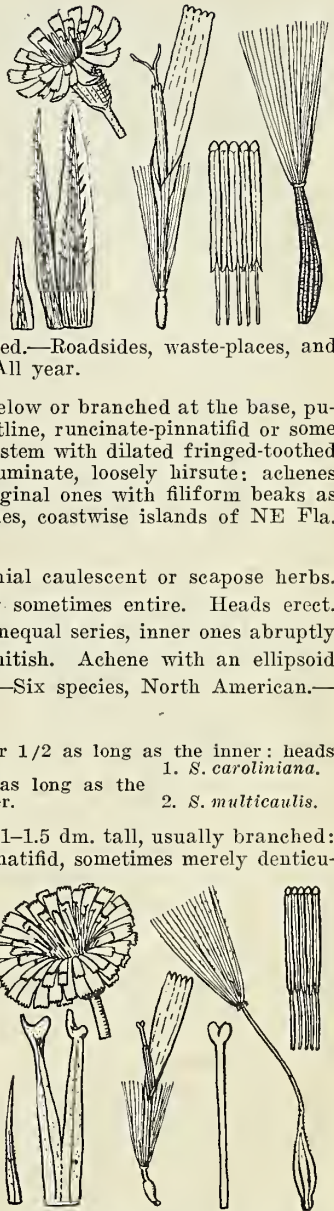 ed.—Roadsides, waste-places, and
All year.
elow or branched at the base, pu-
tline, runcinate-pinnatifid or some
stem with dilated fringed-toothed
uminate, loosely hirsute: achenes
ginal ones with filiform beaks as
es, coastwise islands of NE Fla.
nial caulescent or scapose herbs.
sometimes entire. Heads erect.
nequal series, inner ones abruptly
nitish. Achene with an ellipsoid
—Six species, North American.—
r 1/2 as long as the inner: heads
1. S. caroliniana.
as long as the
er. 2. S. multicaulis.
1–1.5 dm. tall, usually branched:
natifid, sometimes merely denticu-